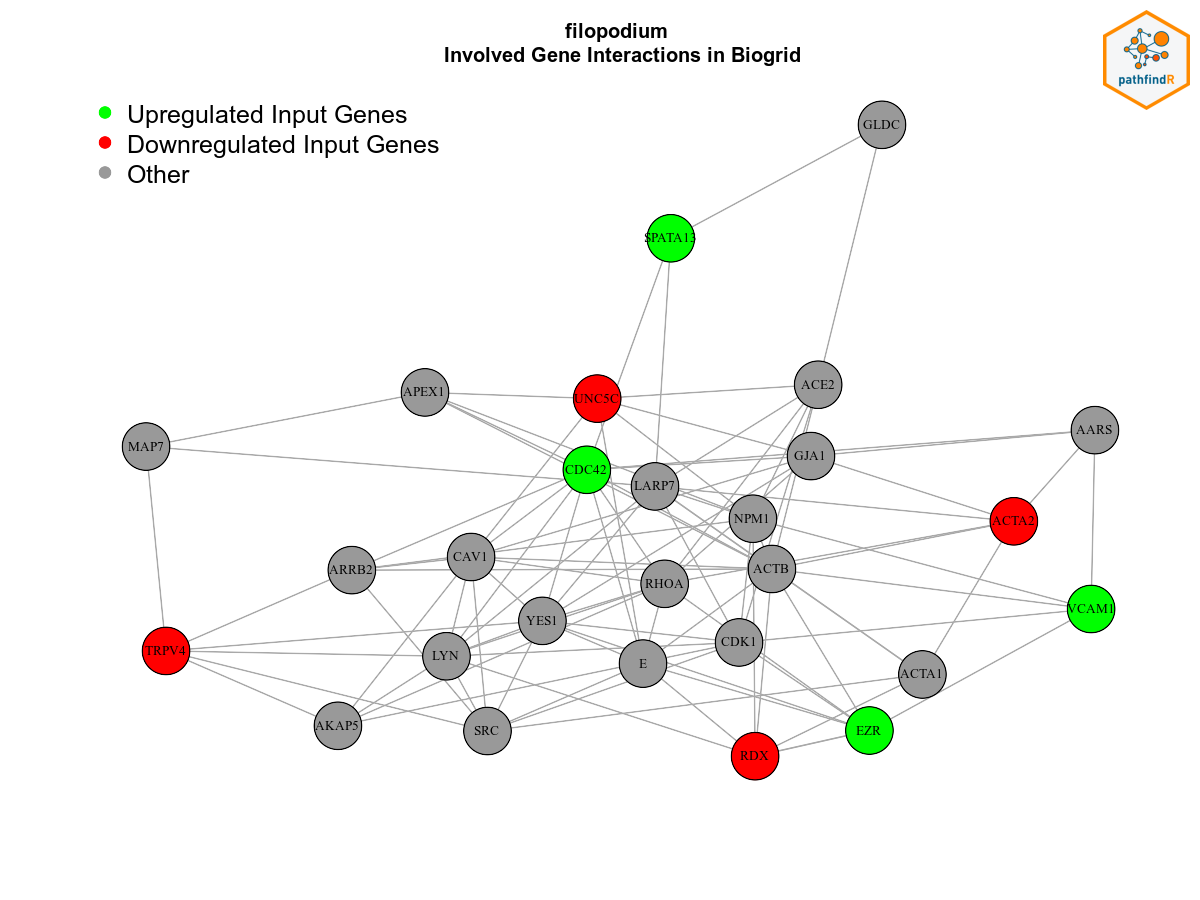 filopodium
Involved Gene Interactions in Biogrid
pathfindR
Upregulated Input Genes
Downregulated Input Genes
Other
GLDC
SPATA13
ACE2
APEX1
UNC5C
AARS
MAP7
GJA1
CDC42
LARP7
NPM1
ACTA2
CAV1
ARRB2
ACTB
RHOA
VCAM1
YES1
CDK1
TRPV4
LYN
E
ACTA1
AKAP5
SRC
EZR
RDX